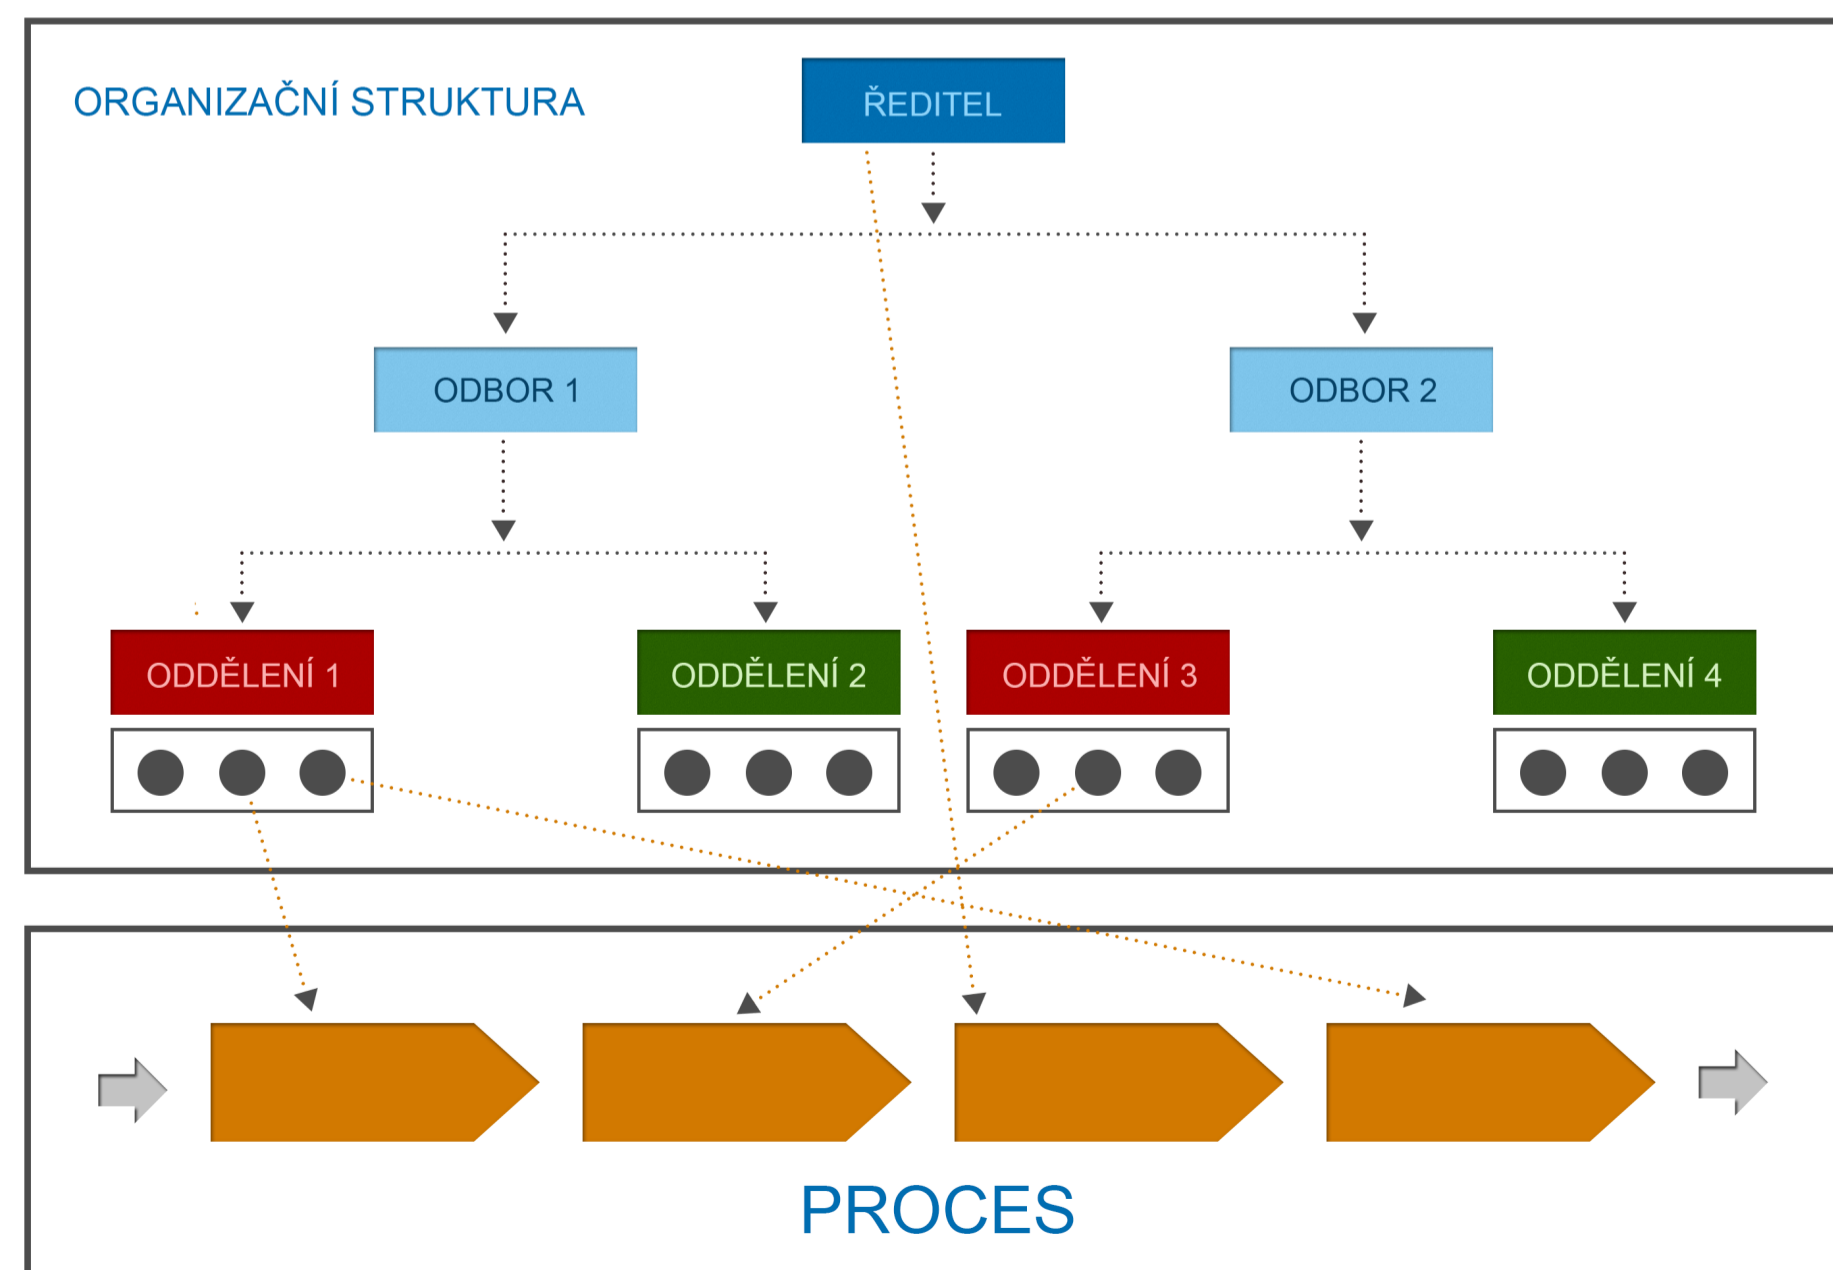 ORGANIZAČNÍ STRUKTURA
ŘEDITEL
ODBOR 1
ODBOR 2
ODDĚLENÍ 1
ODDĚLENÍ 2
ODDĚLENÍ 3
ODDĚLENÍ 4
PROCES